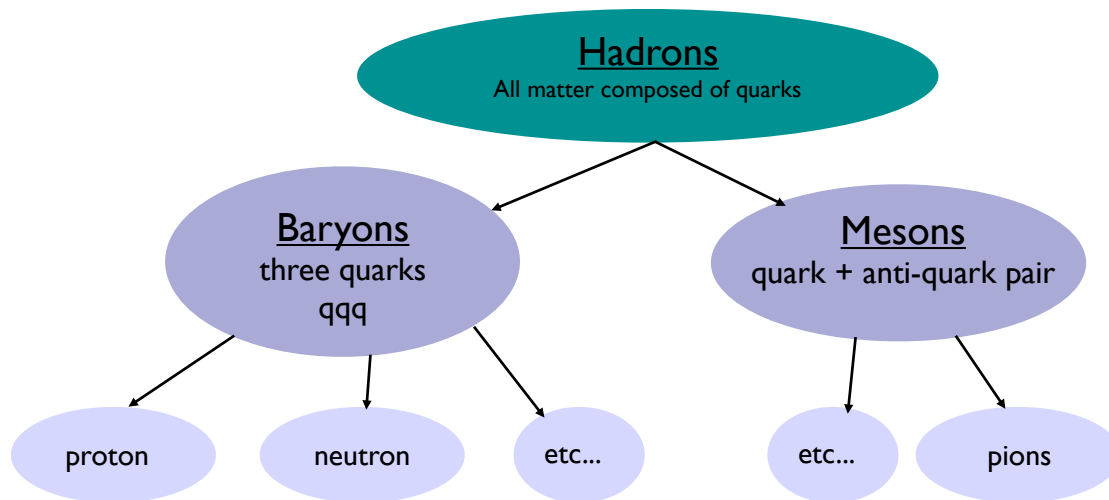 Hadrons
All matter composed of quarks
Baryons
three quarks
qqq
Mesons
quark + anti-quark pair
proton
neutron
etc...
etc...
pions